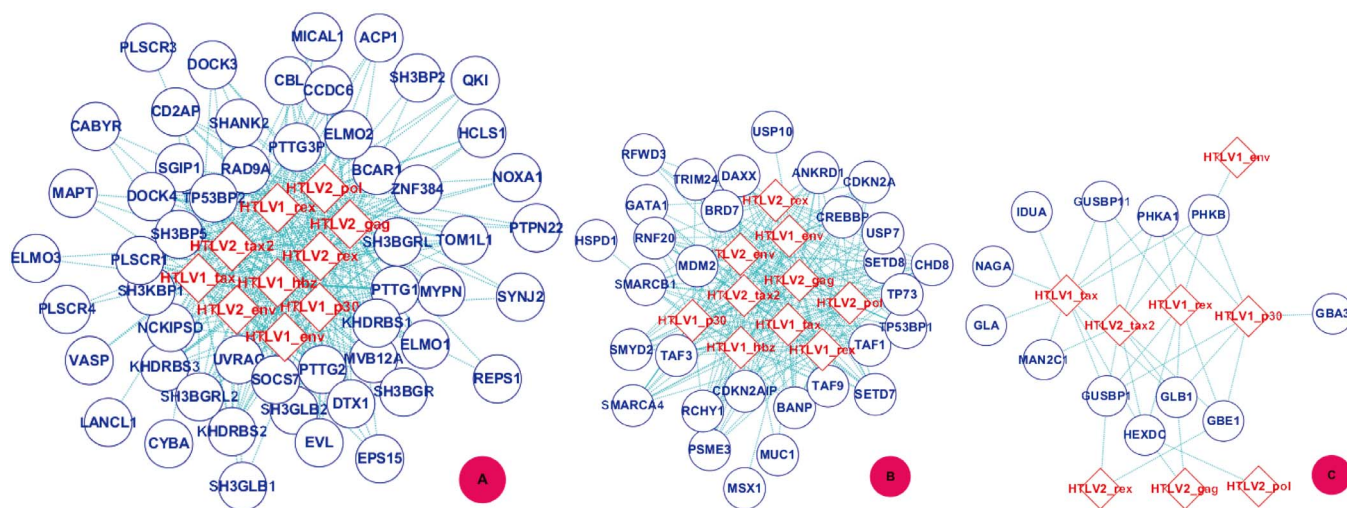 PLSCR3
MICAL1
ACP1
DOCK3
CBL
CCDC6
SH3BP2
QKI
CD2AP
SHANK2
CABYR
PTTG3P
ELMO2
HCLS1
SGIP1
RAD9A
BCAR1
NOXA1
MAPT
DOCK4
TP53BP2
HTLV2_pol
ZNF384
HTLV1_rex
HTLV2_gag
PTPN22
SH3BP5
HTLV2_tax2
SH3BGRL
TOM1L1
ELMO3
PLSCR1
HTLV2_rex
HTLV1_tax
HTLV1_hbz
SH3KBP1
PTTG1
MYPN
SYNJ2
PLSCR4
HTLV2_env
HTLV1_p30
NCKIPSD
KHDRBS1
HTLV1_env
ELMO1
VASP
KHDRBS3
UVRAG
MVB12A
REPS1
SOCS7
PTTG2
SH3BGRL2
SH3BGR
LANCL1
SH3GLB2
DTX1
CYBA
KHDRBS2
EVL
EPS15
SH3GLB1
A
USP10
RFWD3
TRIM24
DAXX
ANKRD1
CDKN2A
HTLV2_rex
GATA1
BRD7
CREBBP
RNF20
HTLV1_env
USP7
HSPD1
HTLV2_env
MDM2
SETD8
CHD8
SMARCB1
HTLV2_gag
HTLV2_tax2
TP73
HTLV2_pol
HTLV1_p30
HTLV1_tax
TP53BP1
SMYD2
TAF3
HTLV1_hbz
HTLV1_rex
TAF1
CDKN2AIP
TAF9
SETD7
SMARCA4
RCHY1
BANP
PSME3
MUC1
MSX1
B
HTLV1_env
IDUA
GUSBP11
PHKA1
PHKB
NAGA
HTLV1_tax
HTLV1_rex
GLA
HTLV2_tax2
HTLV1_p30
GBA3
MAN2C1
GUSBP1
GLB1
GBE1
HEXDC
HTLV2_rex
HTLV2_gag
HTLV2_pol
C